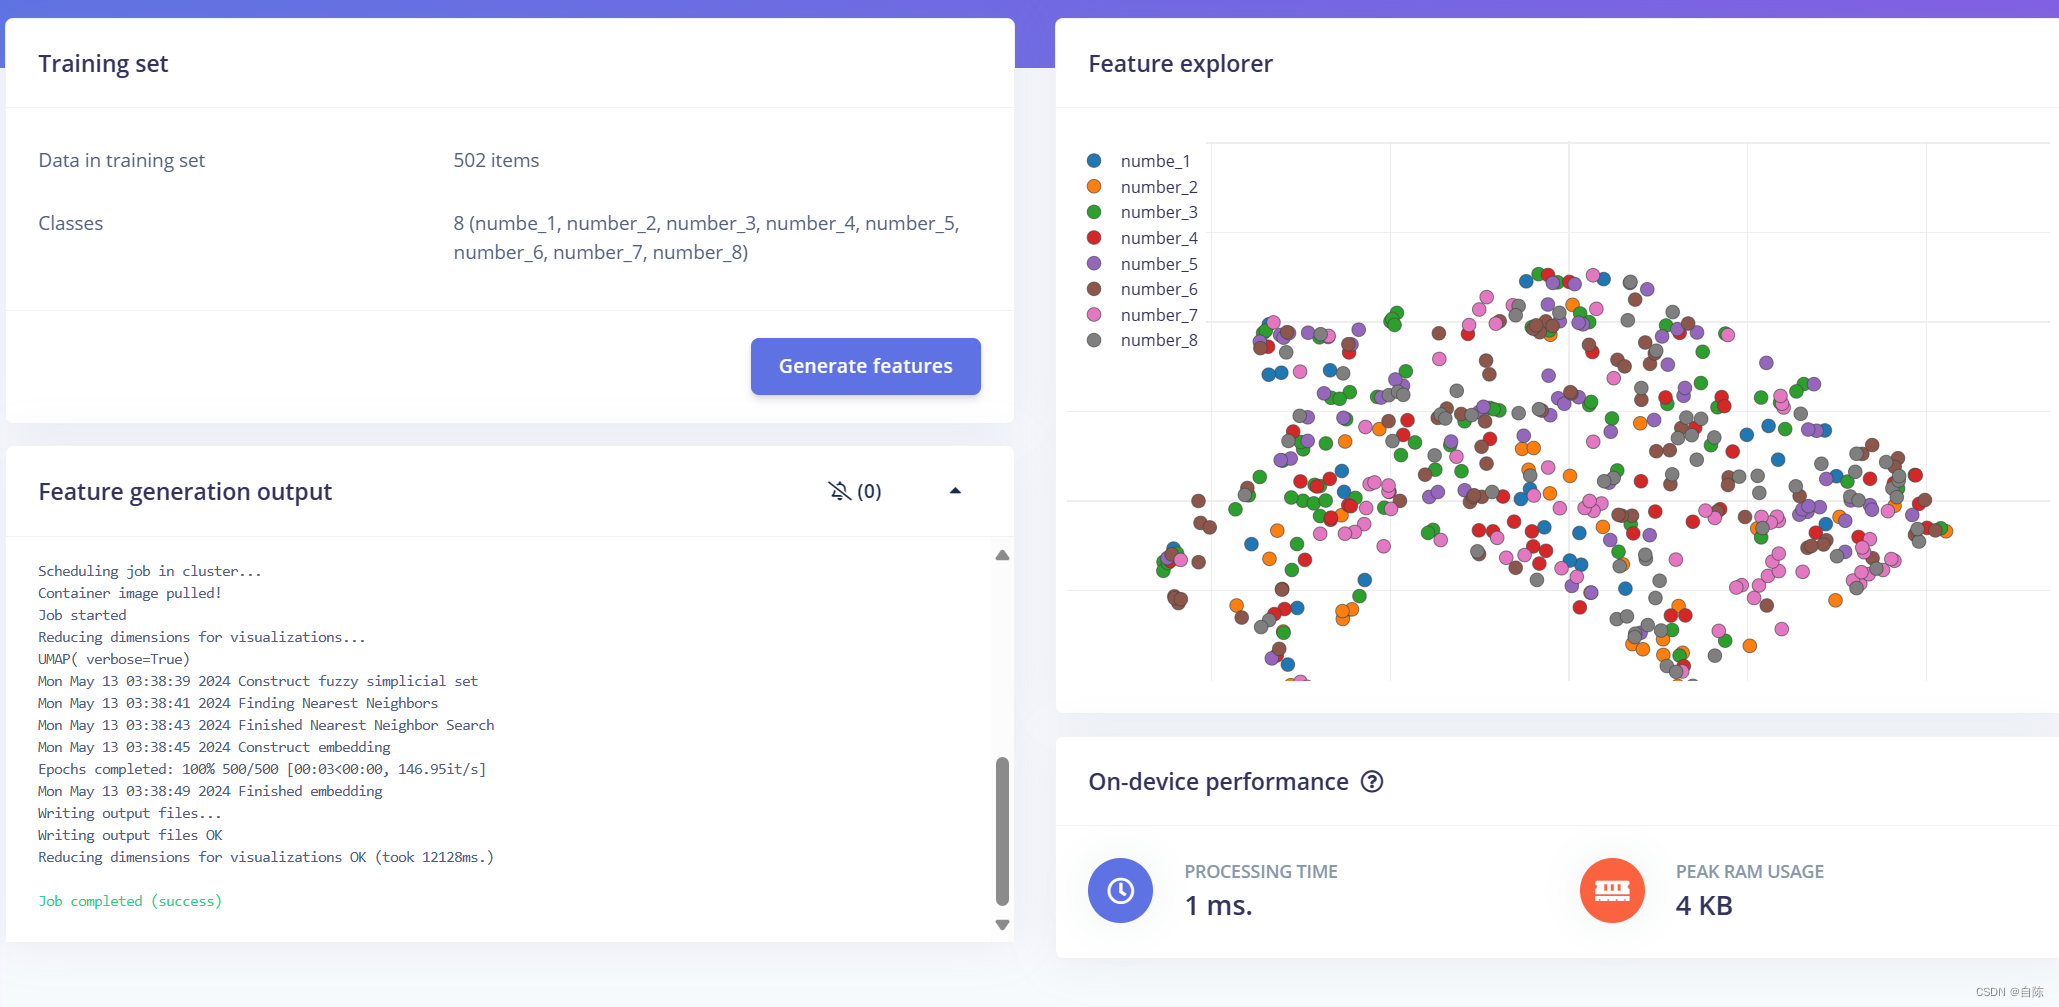 Training set
Data in training set
502 items
Classes
8 (numbe_1, number_2, number_3, number_4, number_5,
number_6, number_7, number_8)
Generate features
Feature generation output
(0)
Scheduling job in cluster...
Container image pulled!
Job started
Reducing dimensions for visualizations...
UMAP( verbose=True)
Mon May 13 03:38:39 2024 Construct fuzzy simplicial set
Mon May 13 03:38:41 2024 Finding Nearest Neighbors
Mon May 13 03:38:43 2024 Finished Nearest Neighbor Search
Mon May 13 03:38:45 2024 Construct embedding
Epochs completed: 100% 500/500 [00:03<00:00, 146.95it/s]
Mon May 13 03:38:49 2024 Finished embedding
Writing output files...
Writing output files OK
Reducing dimensions for visualizations OK (took 12128ms.)
Job completed (success)
Feature explorer
numbe_1
number_2
number_3
number_4
number_5
number_6
number_7
number_8
On-device performance ?
PROCESSING TIME
1 ms.
PEAK RAM USAGE
4 KB
CSDN @自陈